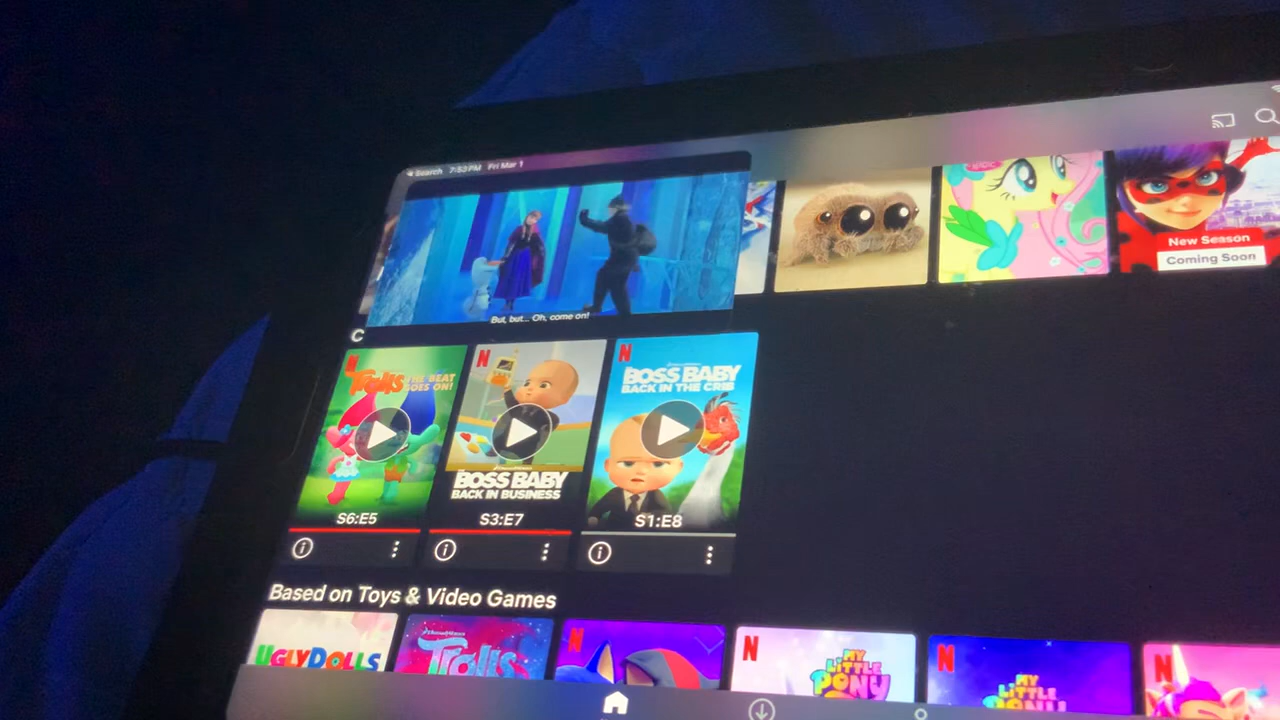 Search 7:53 PM Fri Mar 1
New Season
Coming Soon
But, but... Oh, come on!
C
N
Trolls THE BEAT GOES ON!
S6:E5
N
BOSS BABY
BACK IN BUSINESS
S3:E7
N
BOSS BABY
BACK IN THE CRIB
S1:E8
Based on Toys & Video Games
UGLYDOLLS
DREAMWORKS
Trolls
N
N
MY
LITTLE
PONY
N
MY
LITTLE
PONY
N